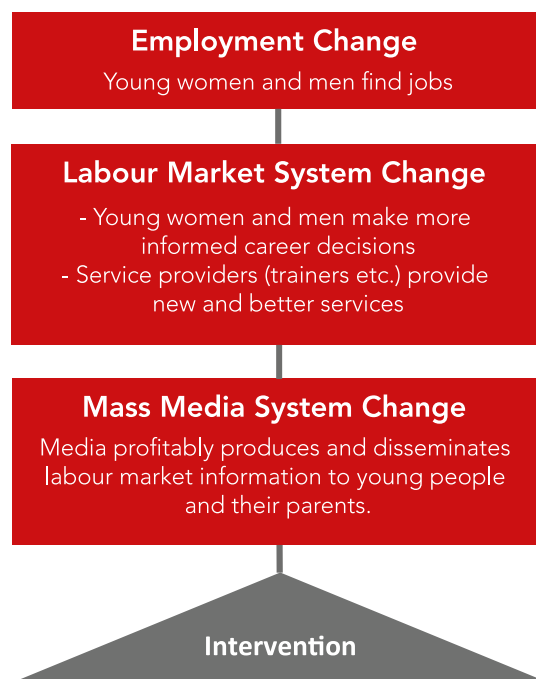 Employment Change
Young women and men find jobs
Labour Market System Change
- Young women and men make more
informed career decisions
- Service providers (trainers etc.) provide
new and better services
Mass Media System Change
Media profitably produces and disseminates
labour market information to young people
and their parents.
Intervention